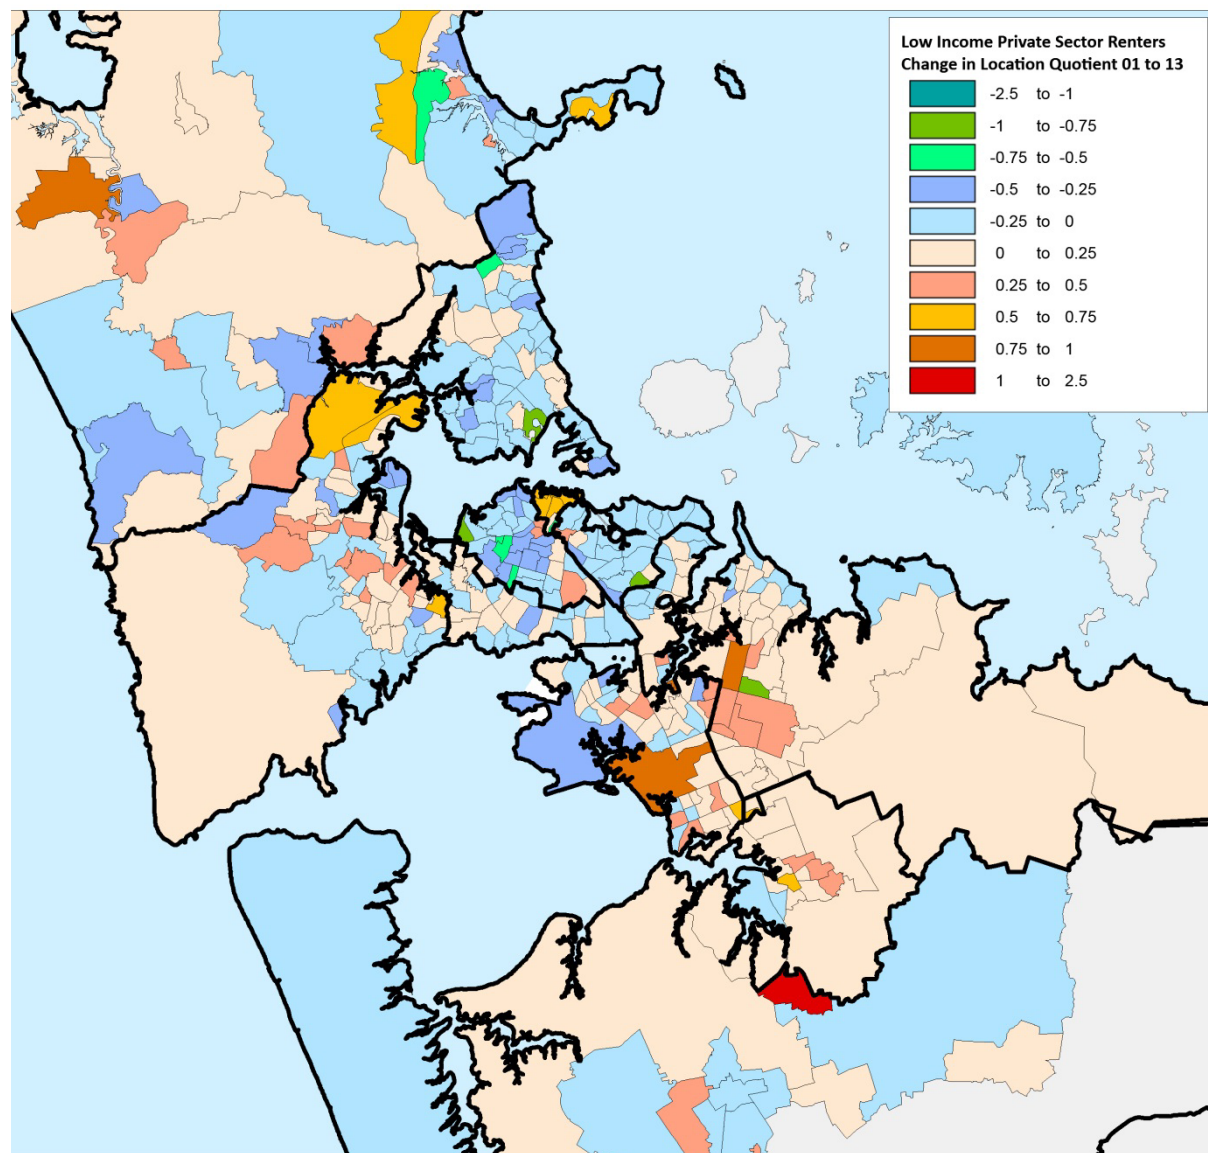 Low Income Private Sector Renters
Change in Location Quotient 01 to 13
-2.5 to -1
-1 to -0.75
-0.75 to -0.5
-0.5 to -0.25
-0.25 to 0
0 to 0.25
0.25 to 0.5
0.5 to 0.75
0.75 to 1
1 to 2.5